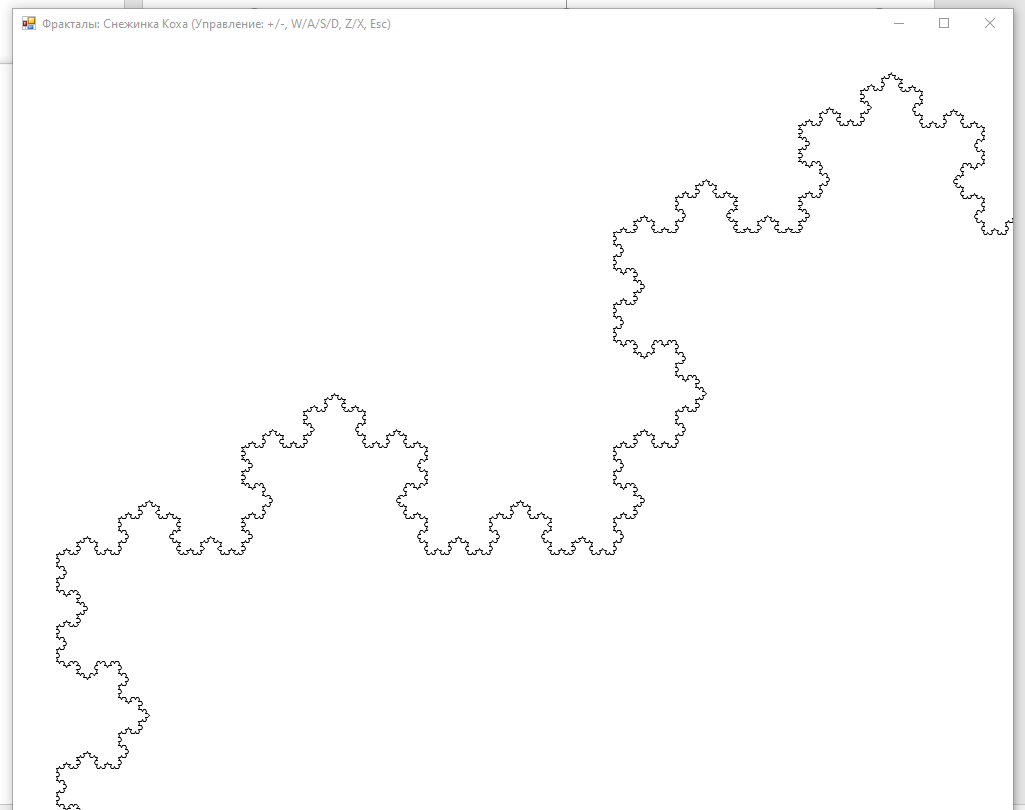 Фракталы: Снежинка Коха (Управление: +/-, W/A/S/D, Z/X, Esc)